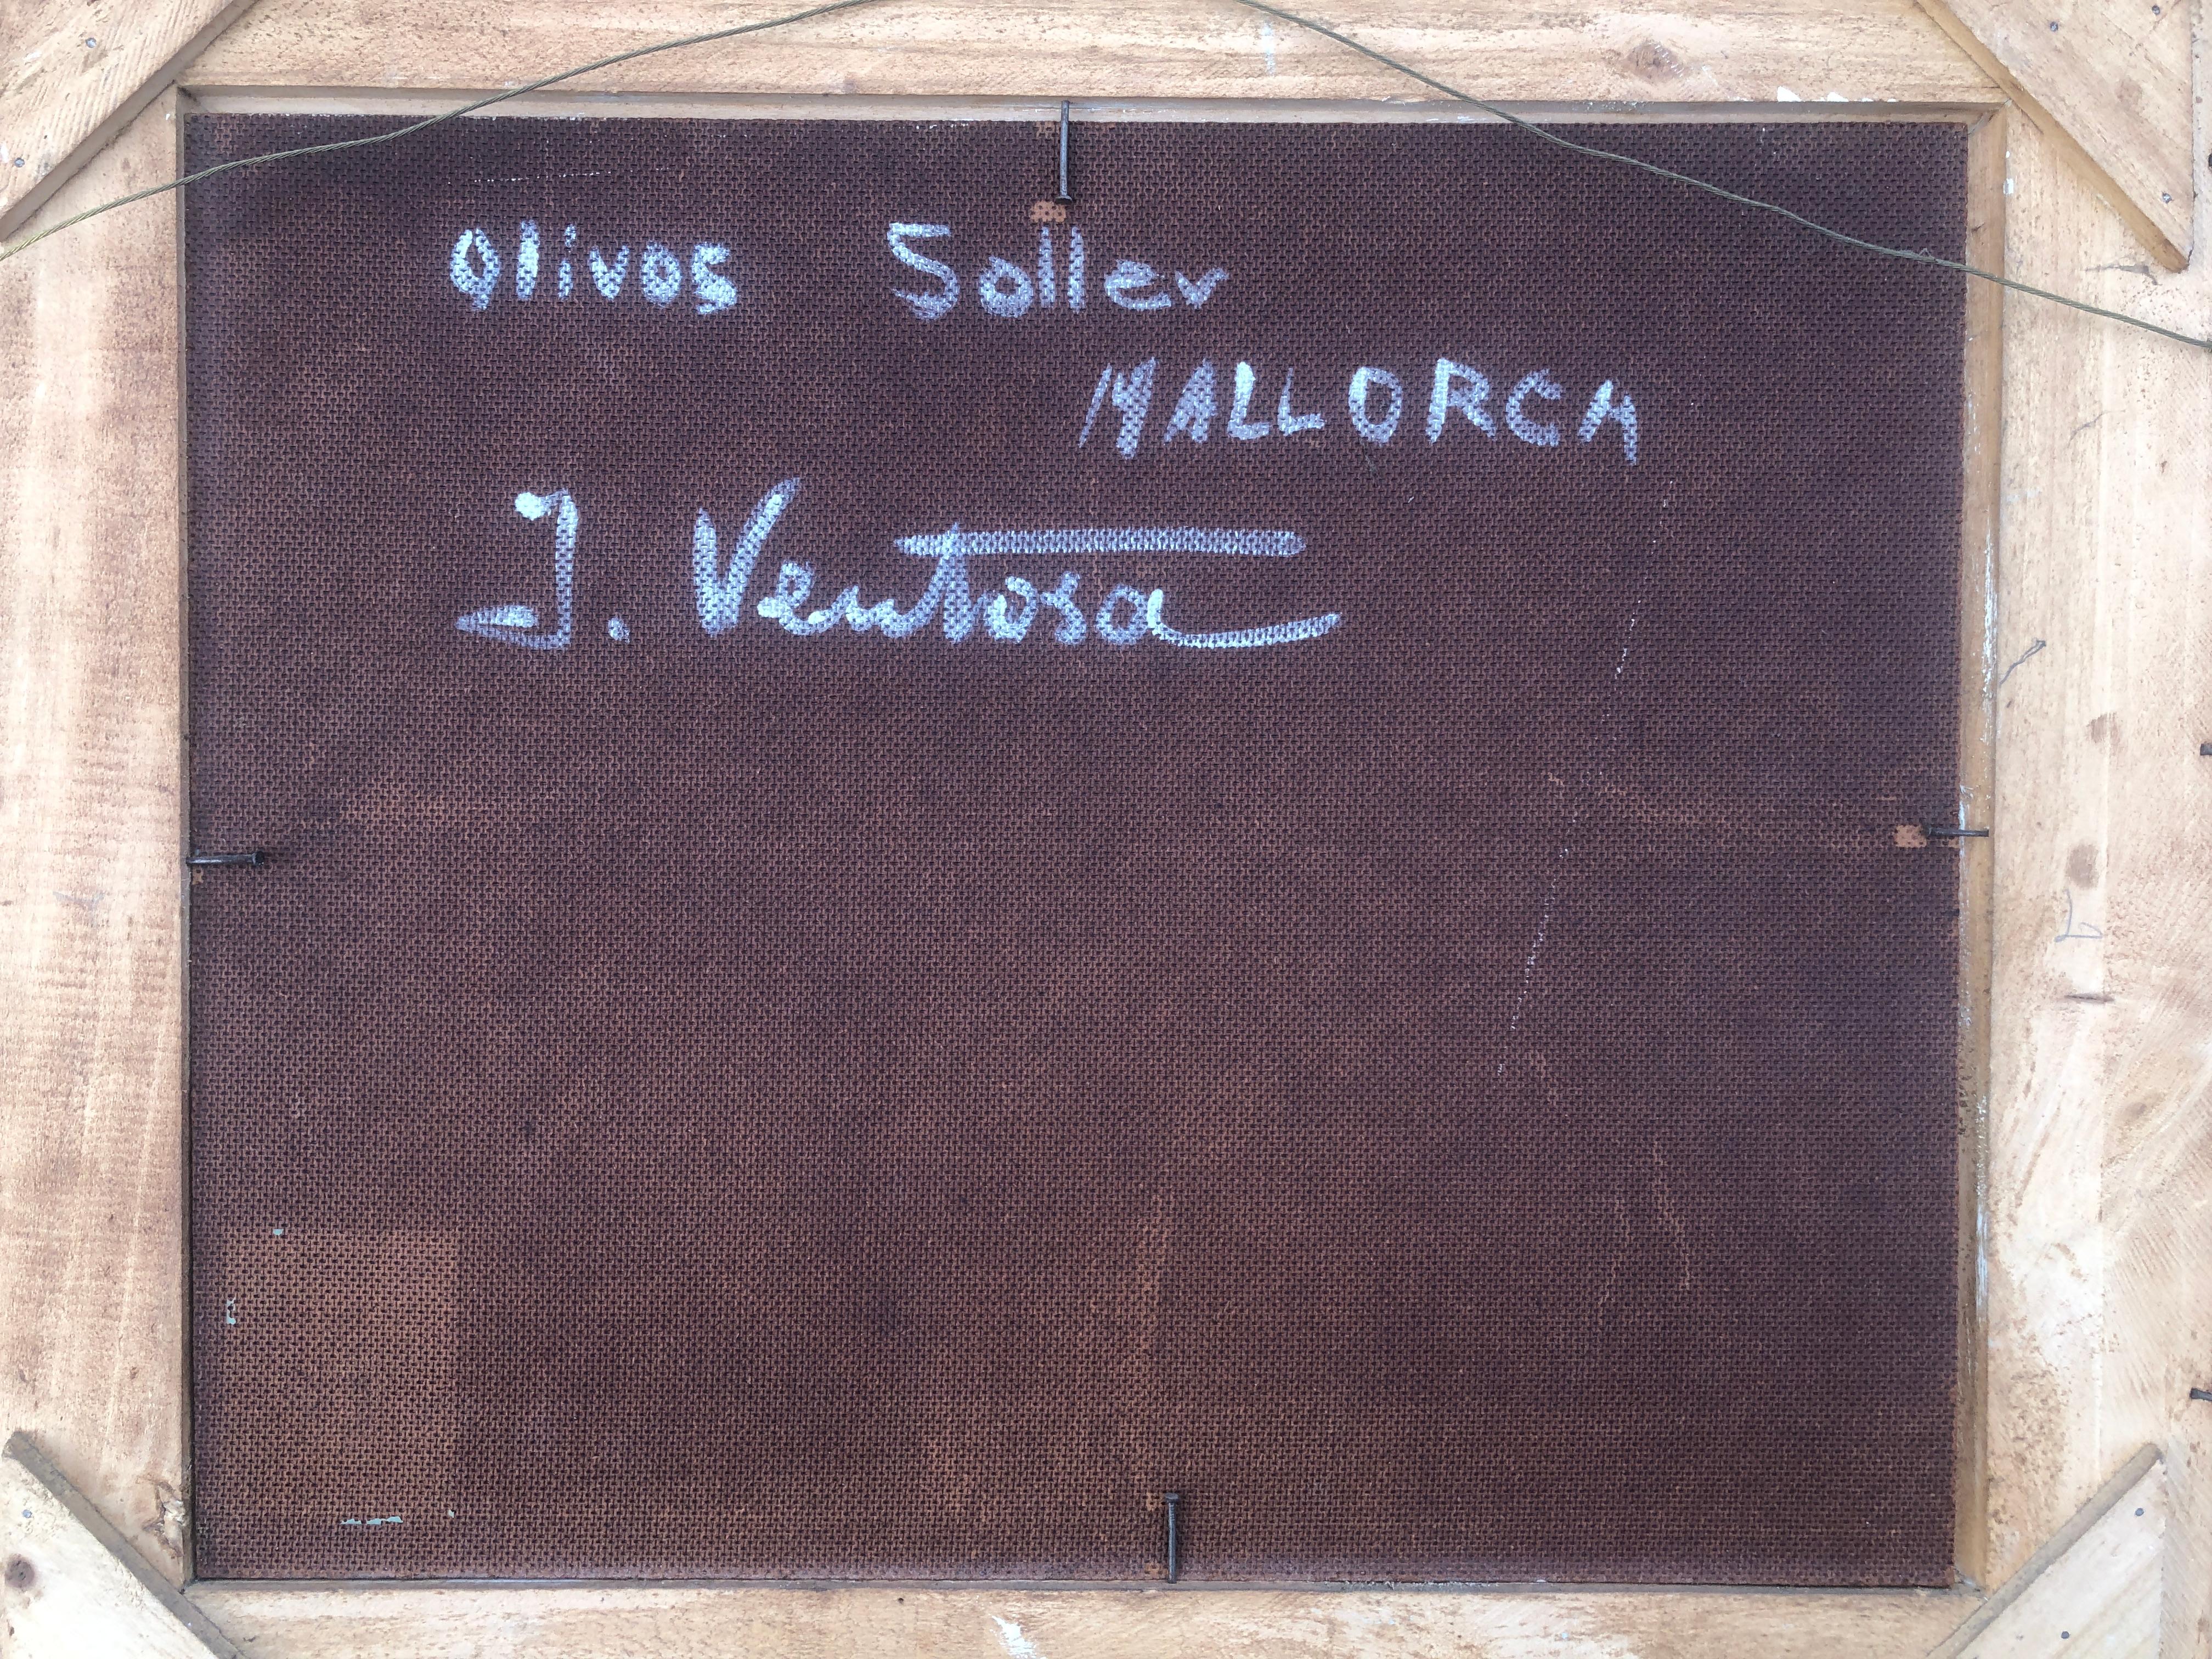 Olivos Soller
MALLORCA
J. Ventosa